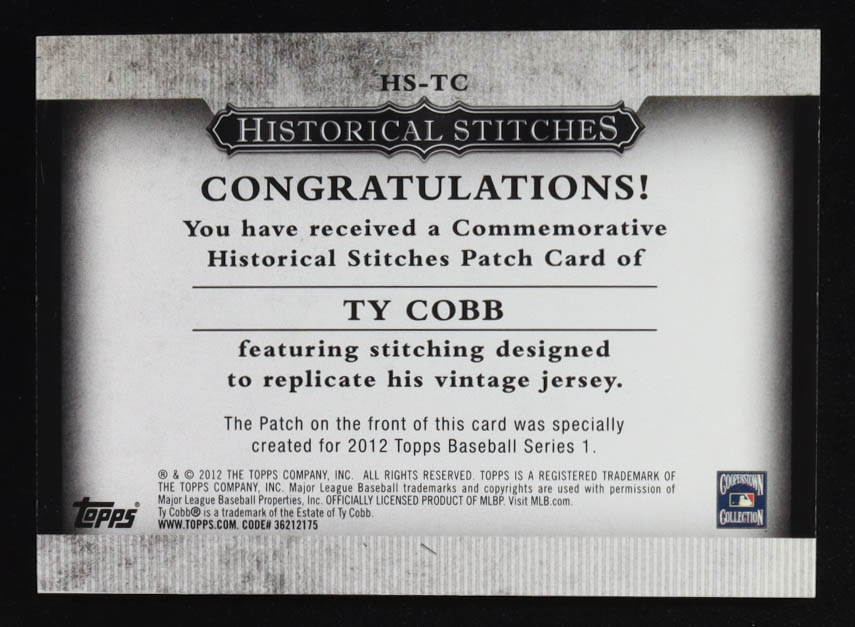 HS-TC
HISTORICAL STITCHES
CONGRATULATIONS!
You have received a Commemorative
Historical Stitches Patch Card of
TY COBB
featuring stitching designed
to replicate his vintage jersey.
The Patch on the front of this card was specially
created for 2012 Topps Baseball Series 1.
® & © 2012 THE TOPPS COMPANY, INC. ALL RIGHTS RESERVED. TOPPS IS A REGISTERED TRADEMARK OF
THE TOPPS COMPANY, INC. Major League Baseball trademarks and copyrights are used with permission of
Major League Baseball Properties, Inc. OFFICIALLY LICENSED PRODUCT OF MLBP. Visit MLB.com.
Ty Cobb® is a trademark of the Estate of Ty Cobb.
WWW.TOPPS.COM. CODE# 36212175
Topps®
COOPERSTOWN
COLLECTION